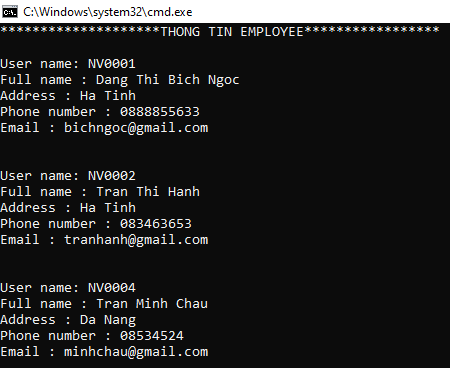 C:\Windows\system32\cmd.exe
********************THONG TIN EMPLOYEE*****************
User name: NV0001
Full name : Dang Thi Bich Ngoc
Address : Ha Tinh
Phone number : 0888855633
Email : bichngoc@gmail.com
User name: NV0002
Full name : Tran Thi Hanh
Address : Ha Tinh
Phone number : 083463653
Email : tranhanh@gmail.com
User name: NV0004
Full name : Tran Minh Chau
Address : Da Nang
Phone number : 08534524
Email : minhchau@gmail.com